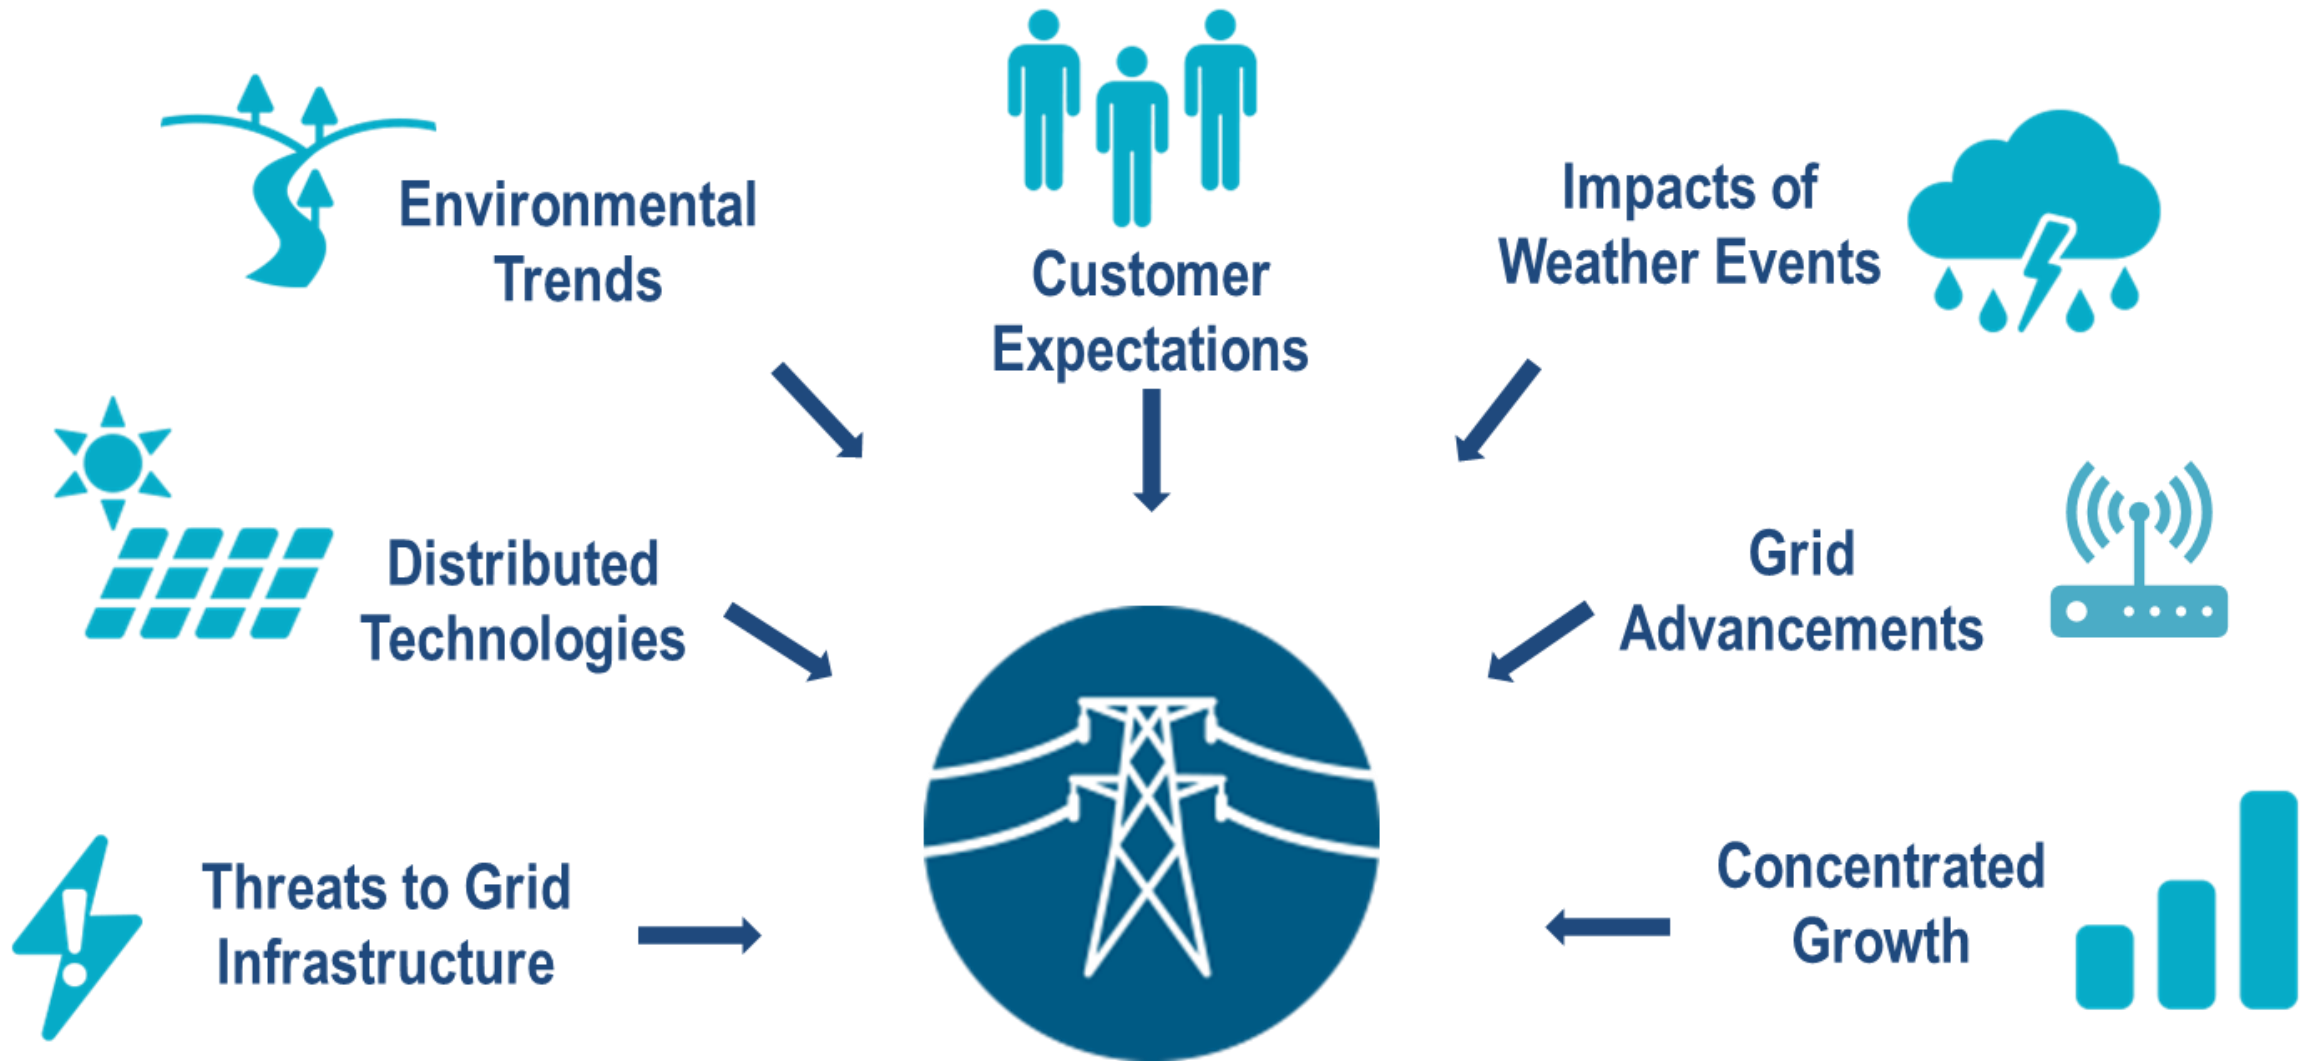 Environmental
Trends
Customer
Expectations
Impacts of
Weather Events
Distributed
Technologies
Grid
Advancements
Threats to Grid
Infrastructure
Concentrated
Growth